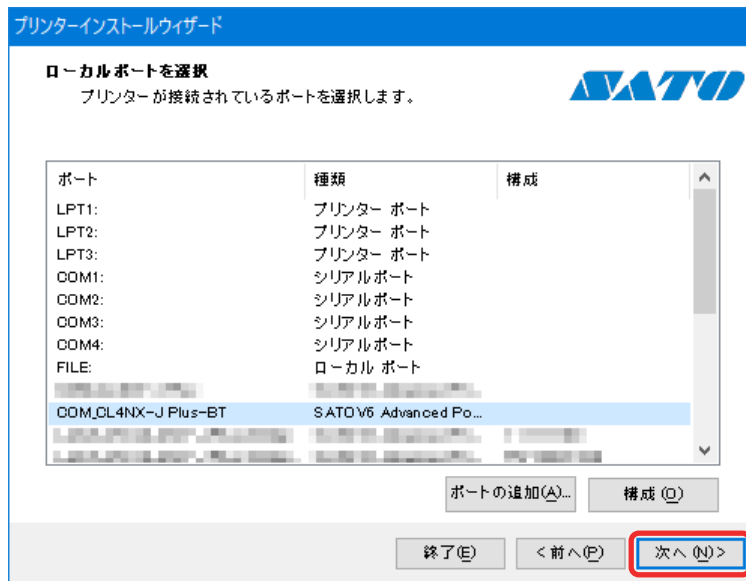 プリンターインストールウィザード
ローカルポートを選択
プリンターが接続されているポートを選択します。
SATO
ポート 種類 構成
LPT1: プリンター ポート
LPT2: プリンター ポート
LPT3: プリンター ポート
COM1: シリアルポート
COM2: シリアルポート
COM3: シリアルポート
COM4: シリアルポート
FILE: ローカル ポート
COM_CL4NX-J Plus-BT SATOV6 Advanced Po...
ポートの追加(A)... 構成(O)
終了(E) <前へ(P) 次へ(N)>